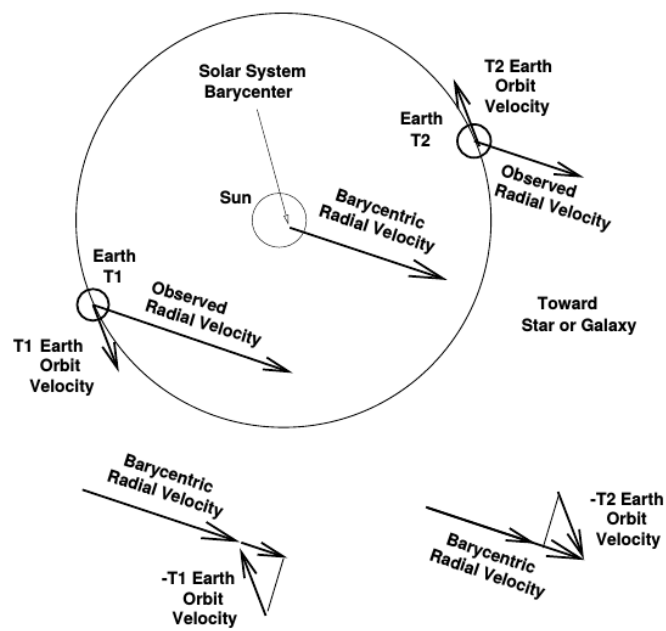 Solar System
Barycenter
T2 Earth
Orbit
Velocity
Earth
T2
Observed
Radial Velocity
Sun
Barycentric
Radial Velocity
Earth
T1
Observed
Radial Velocity
Toward
Star or Galaxy
T1 Earth
Orbit
Velocity
Barycentric
Radial Velocity
-T1 Earth
Orbit
Velocity
-T2 Earth
Orbit
Velocity
Barycentric
Radial Velocity